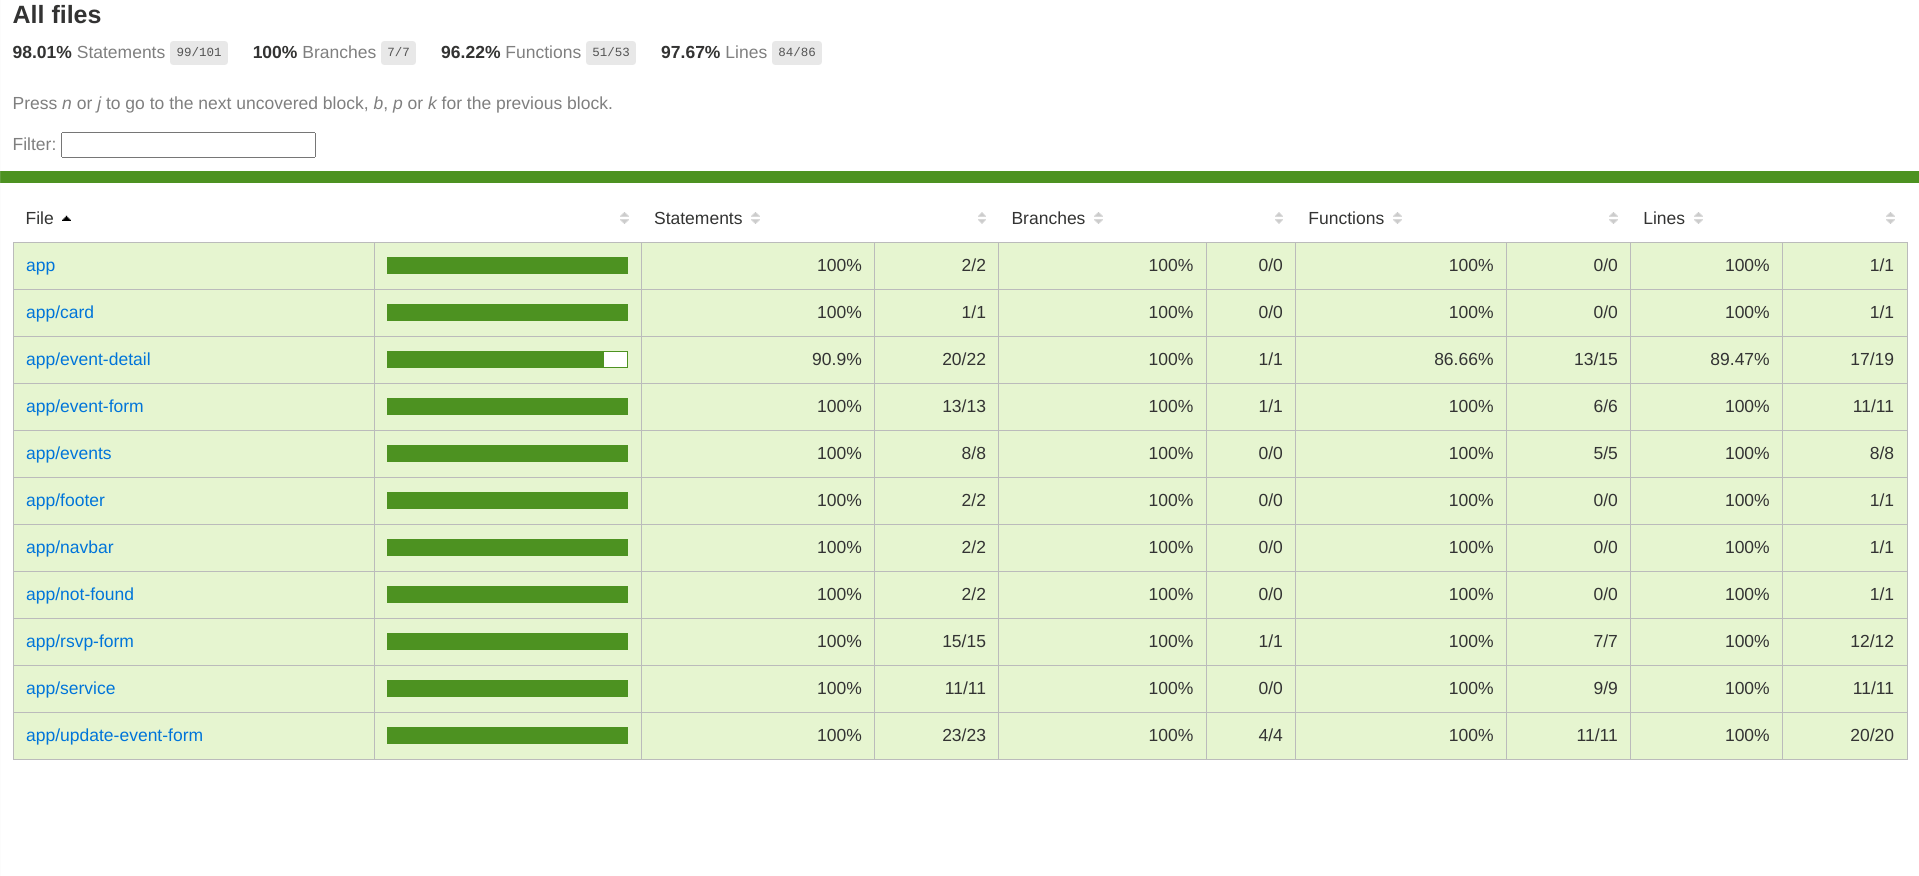 All files
98.01% Statements 99/101 100% Branches 7/7 96.22% Functions 51/53 97.67% Lines 84/86
Press n or j to go to the next uncovered block, b, p or k for the previous block.
Filter:
File Statements Branches Functions Lines
app 100% 2/2 100% 0/0 100% 0/0 100% 1/1
app/card 100% 1/1 100% 0/0 100% 0/0 100% 1/1
app/event-detail 90.9% 20/22 100% 1/1 86.66% 13/15 89.47% 17/19
app/event-form 100% 13/13 100% 1/1 100% 6/6 100% 11/11
app/events 100% 8/8 100% 0/0 100% 5/5 100% 8/8
app/footer 100% 2/2 100% 0/0 100% 0/0 100% 1/1
app/navbar 100% 2/2 100% 0/0 100% 0/0 100% 1/1
app/not-found 100% 2/2 100% 0/0 100% 0/0 100% 1/1
app/rsvp-form 100% 15/15 100% 1/1 100% 7/7 100% 12/12
app/service 100% 11/11 100% 0/0 100% 9/9 100% 11/11
app/update-event-form 100% 23/23 100% 4/4 100% 11/11 100% 20/20